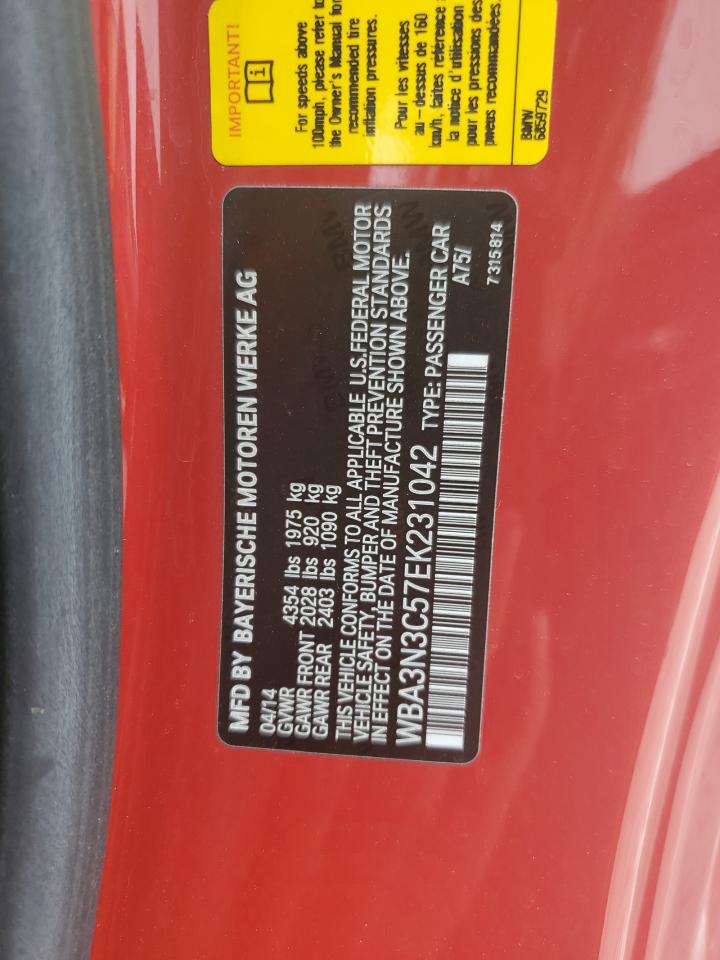 IMPORTANT!
For speeds above
100mph, please refer to
the Owner's Manual for
recommended tire
inflation pressures.
Pour les vitesses
au-dessus de 160
km/h, faites référence
la notice d'utilisation
pour les pressions des
pneus recommandées.
BMW
6859729
MFD BY BAYERISCHE MOTOREN WERKE AG
04/14
GVWR 4354 lbs 1975 kg
GAWR FRONT 2028 lbs 920 kg
GAWR REAR 2403 lbs 1090 kg
THIS VEHICLE CONFORMS TO ALL APPLICABLE U.S.FEDERAL MOTOR
VEHICLE SAFETY, BUMPER AND THEFT PREVENTION STANDARDS
IN EFFECT ON THE DATE OF MANUFACTURE SHOWN ABOVE.
WBA3N3C57EK231042 TYPE: PASSENGER CAR
A75/
7315814